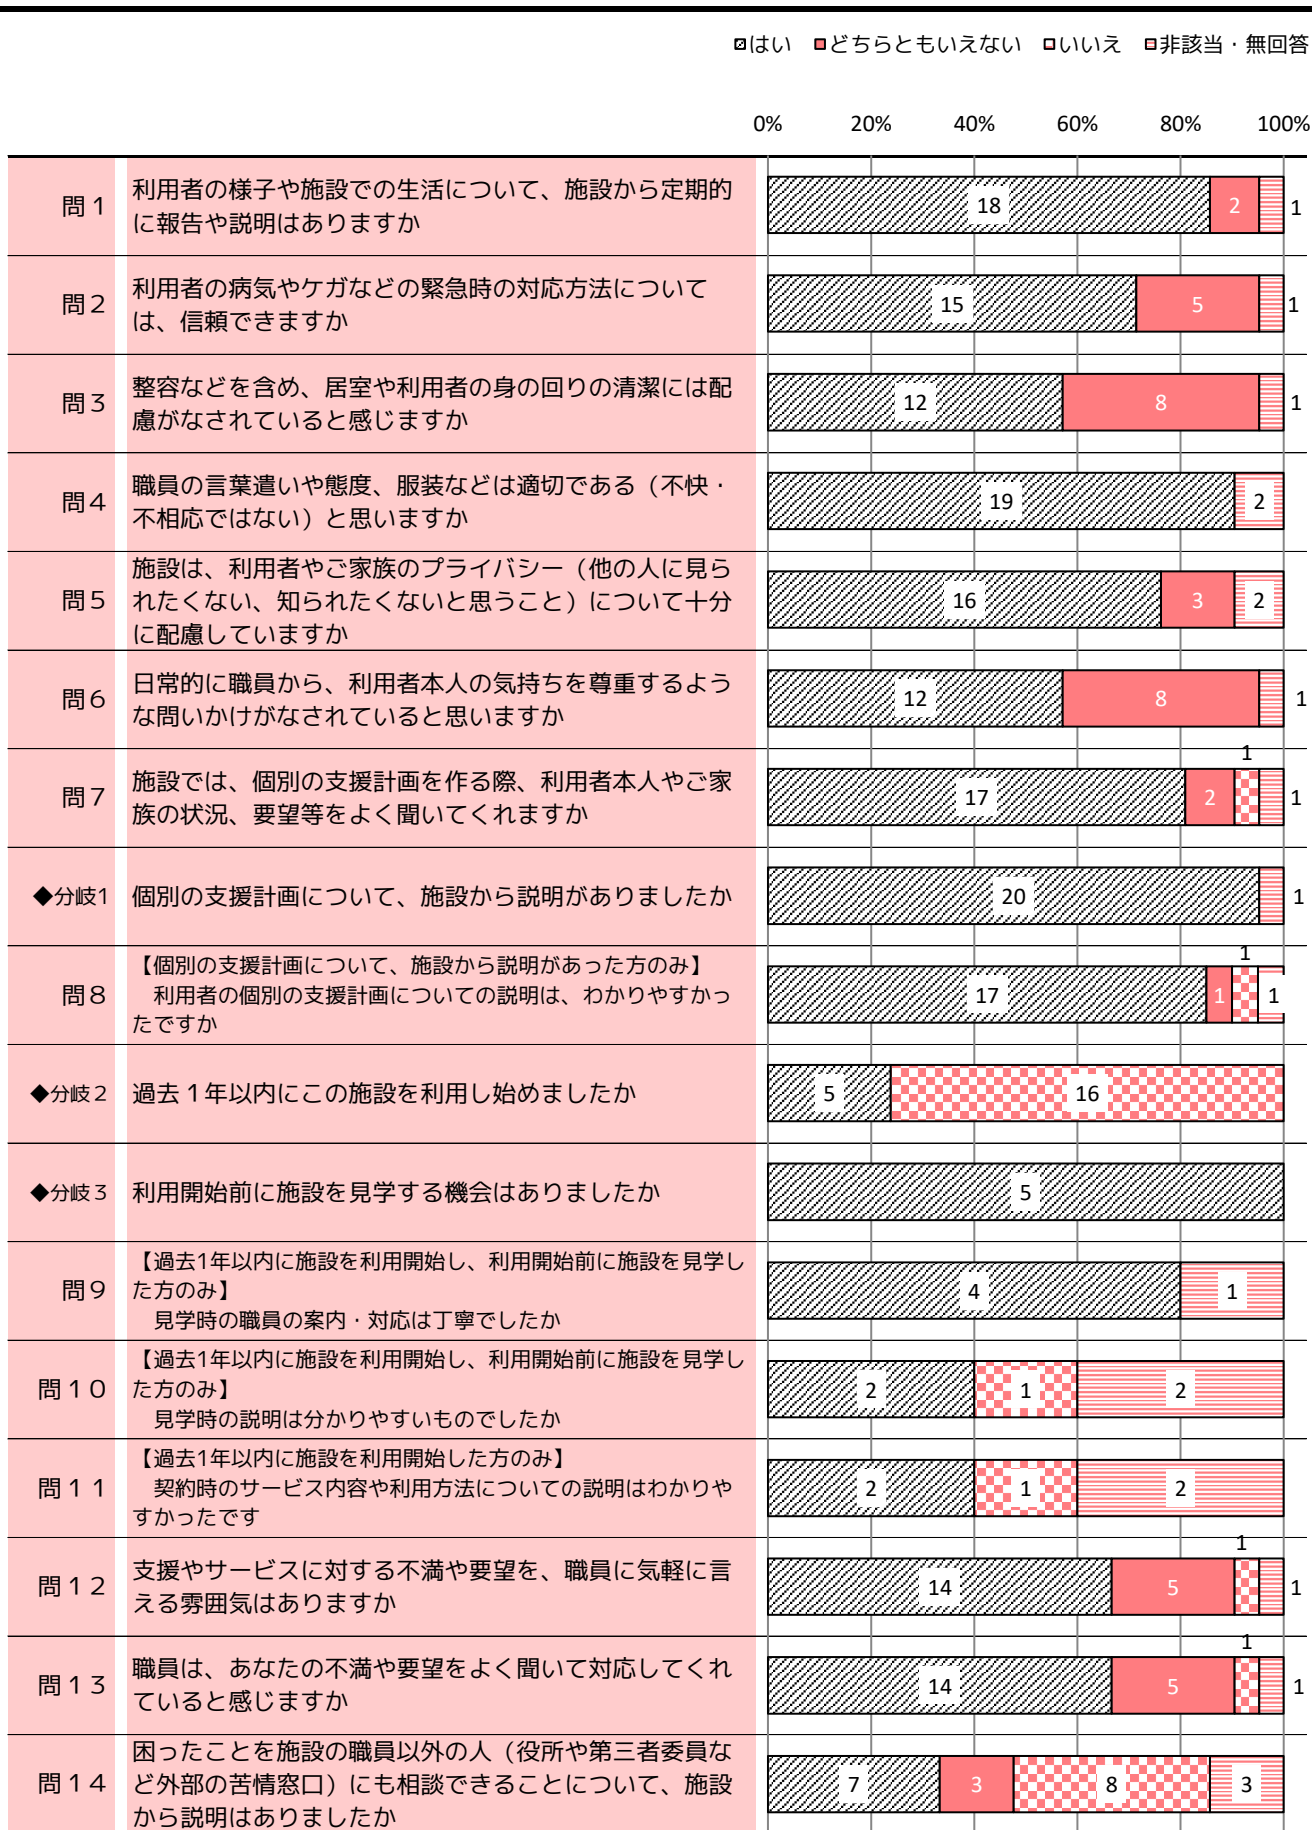 はい どちらともいえない いいえ 非該当・無回答
0% 20% 40% 60% 80% 100%
問1 利用者の様子や施設での生活について、施設から定期的
に報告や説明はありますか
18 2 1
問2 利用者の病気やケガなどの緊急時の対応方法について
は、信頼できますか
15 5 1
問3 整容などを含め、居室や利用者の身の回りの清潔には配
慮がなされていると感じますか
12 8 1
問4 職員の言葉遣いや態度、服装などは適切である（不快・
不相応ではない）と思いますか
19 2
問5 施設は、利用者やご家族のプライバシー（他の人に見ら
れたくない、知られたくないと思うこと）について十分
に配慮していますか
16 3 2
問6 日常的に職員から、利用者本人の気持ちを尊重するよう
な問いかけがなされていると思いますか
12 8 1
問7 施設では、個別の支援計画を作る際、利用者本人やご家
族の状況、要望等をよく聞いてくれますか
17 2 1 1
◆分岐1 個別の支援計画について、施設から説明がありましたか
20 1
問8 【個別の支援計画について、施設から説明があった方のみ】
利用者の個別の支援計画についての説明は、わかりやすかっ
たですか
17 1 1 1
◆分岐２ 過去１年以内にこの施設を利用し始めましたか
5 16
◆分岐３ 利用開始前に施設を見学する機会はありましたか
5
問9 【過去1年以内に施設を利用開始し、利用開始前に施設を見学し
た方のみ】
見学時の職員の案内・対応は丁寧でしたか
4 1
問１０ 【過去1年以内に施設を利用開始し、利用開始前に施設を見学し
た方のみ】
見学時の説明は分かりやすいものでしたか
2 1 2
問１１ 【過去1年以内に施設を利用開始した方のみ】
契約時のサービス内容や利用方法についての説明はわかりや
すかったです
2 1 2
問１２ 支援やサービスに対する不満や要望を、職員に気軽に言
える雰囲気はありますか
14 5 1 1
問１３ 職員は、あなたの不満や要望をよく聞いて対応してくれ
ていると感じますか
14 5 1 1
問１４ 困ったことを施設の職員以外の人（役所や第三者委員な
ど外部の苦情窓口）にも相談できることについて、施設
から説明はありましたか
7 3 8 3